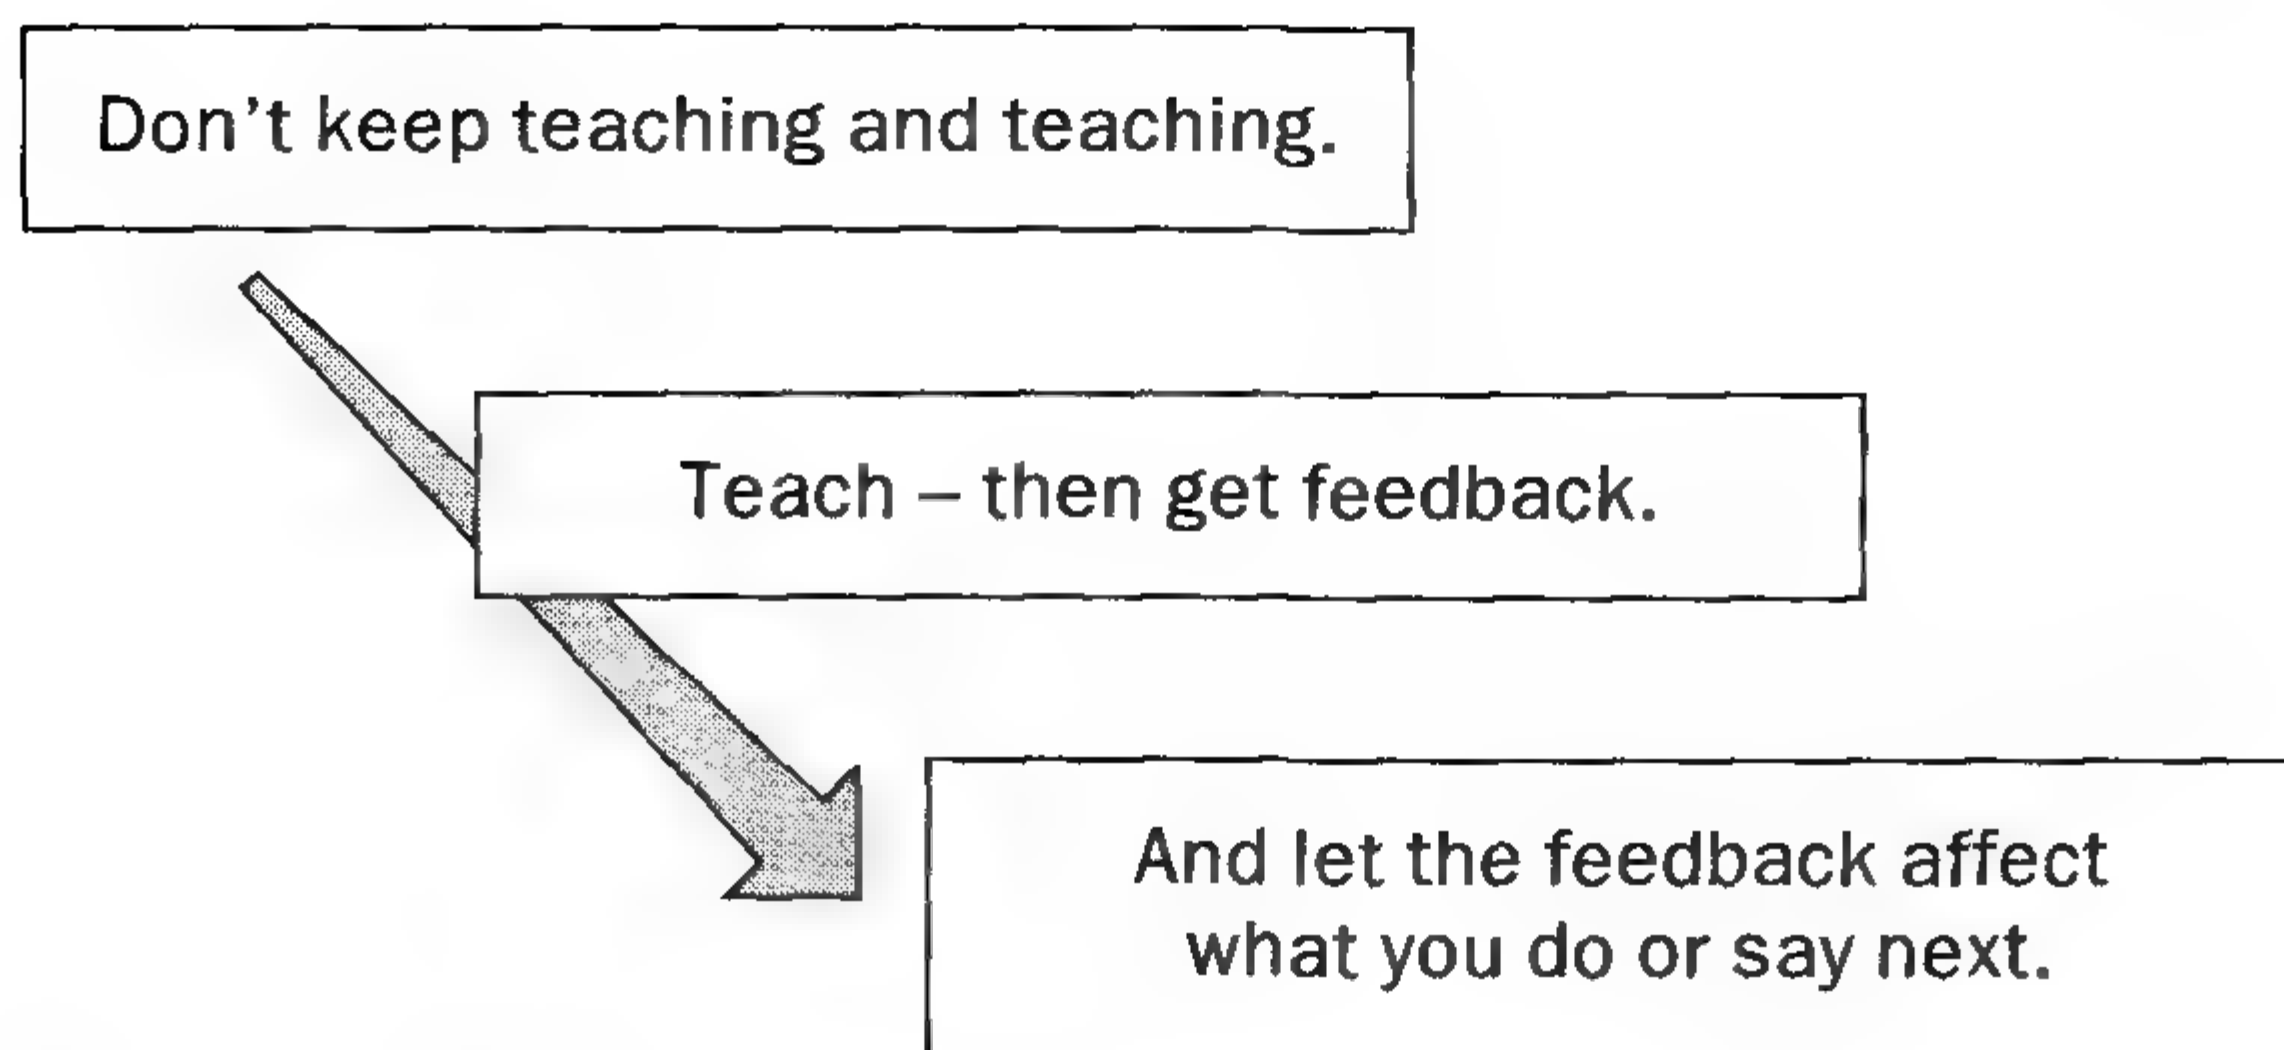 Don't keep teaching and teaching.
Teach – then get feedback.
And let the feedback affect
what you do or say next.